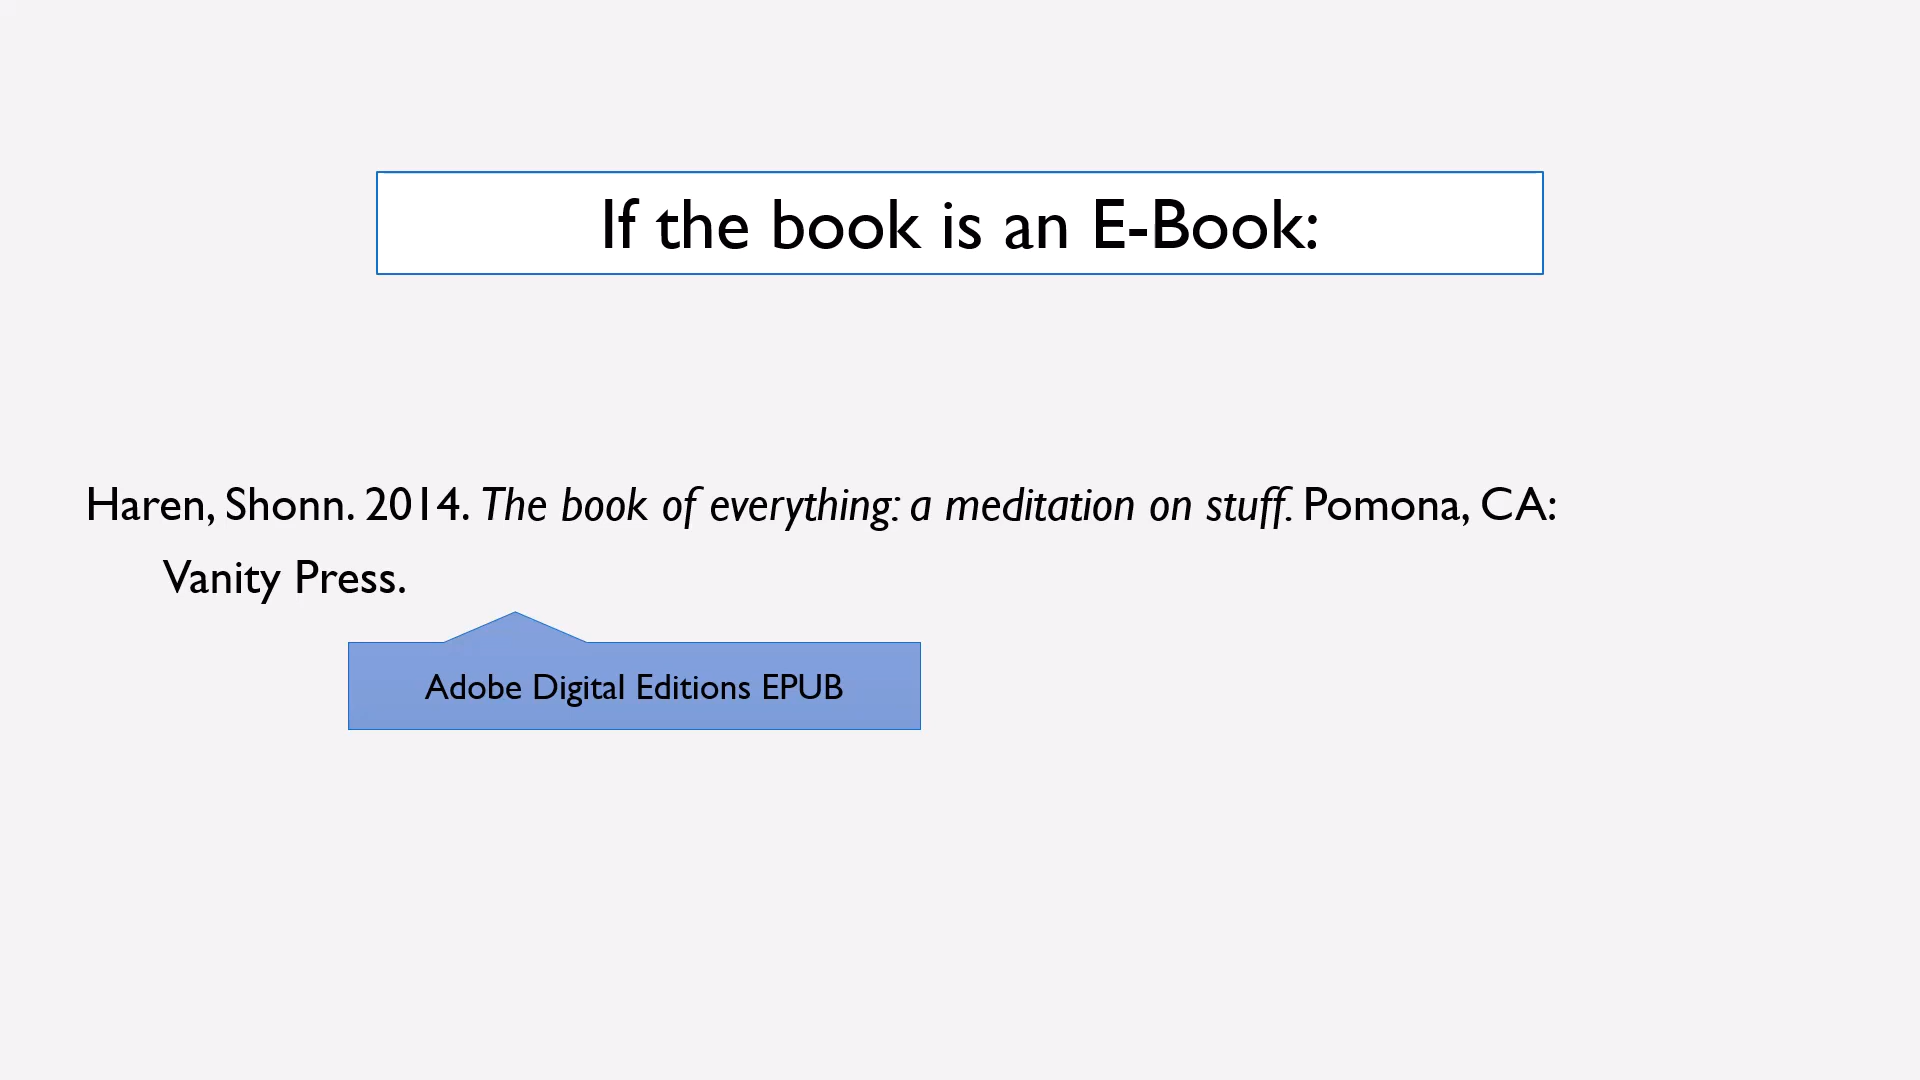 If the book is an E-Book:
Haren, Shonn. 2014. The book of everything: a meditation on stuff. Pomona, CA:
Vanity Press.
Adobe Digital Editions EPUB